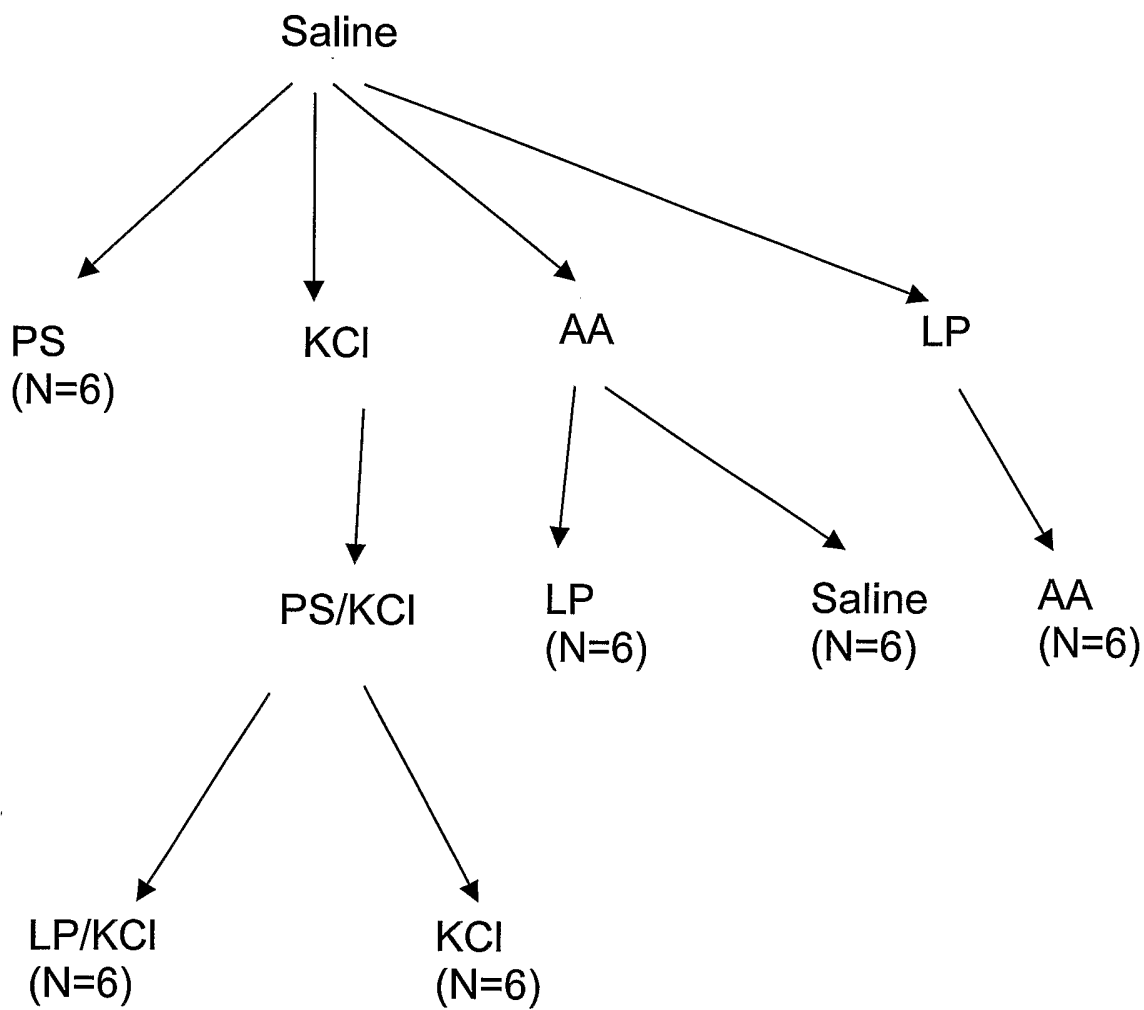 Saline
PS
(N=6)
KCl
AA
LP
PS/KCl
LP
(N=6)
Saline
(N=6)
AA
(N=6)
LP/KCl
(N=6)
KCl
(N=6)